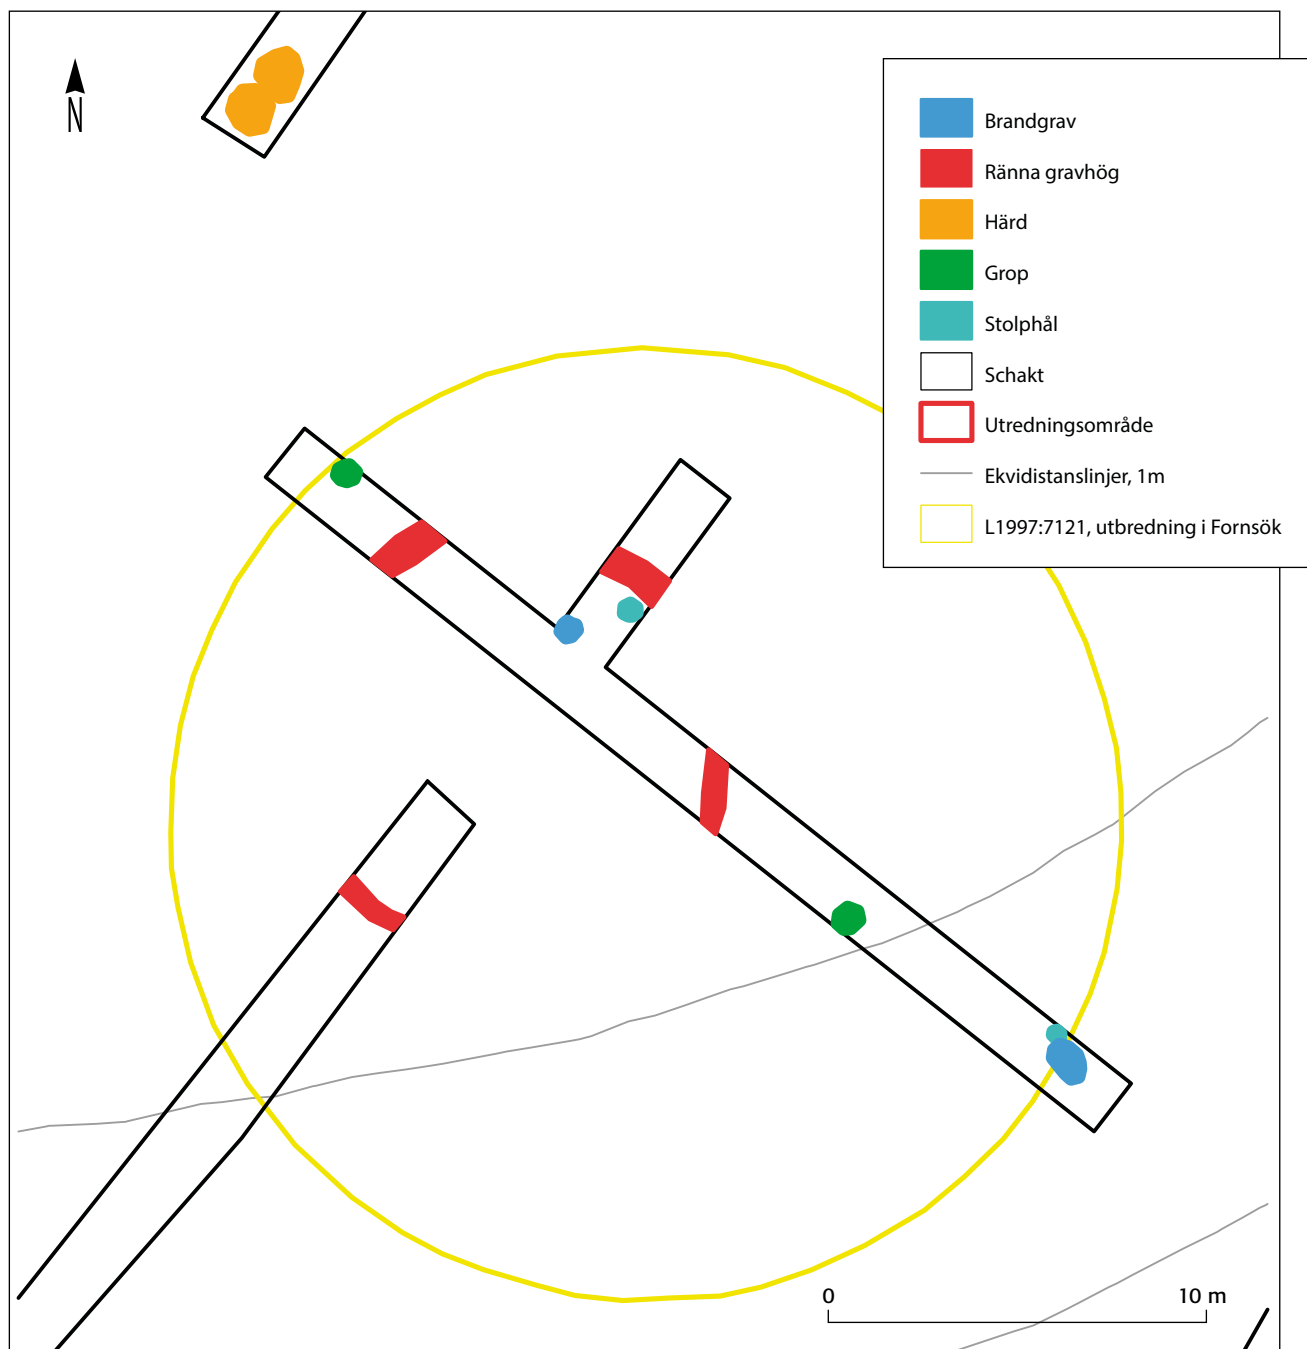 N
Brandgrav
Ränna gravhög
Härd
Grop
Stolphål
Schakt
Utredningsområde
Ekvidistanslinjer, 1m
L1997:7121, utbredning i Fornsök
0 10 m